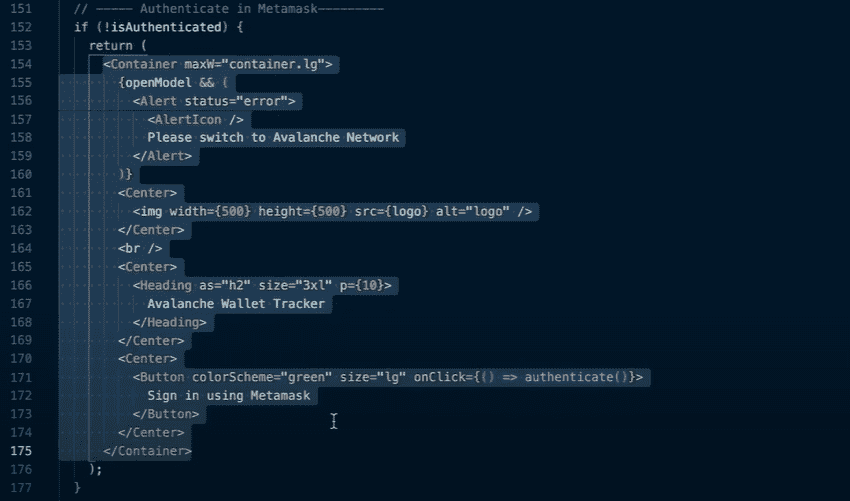 151 // ----- Authenticate in Metamask---------
152 if (!isAuthenticated) {
153 return (
154 <Container maxW="container.lg">
155 {openModel && (
156 <Alert status="error">
157 <AlertIcon />
158 Please switch to Avalanche Network
159 </Alert>
160 )}
161 <Center>
162 <img width={500} height={500} src={logo} alt="logo" />
163 </Center>
164 <br />
165 <Center>
166 <Heading as="h2" size="3xl" p={10}>
167 Avalanche Wallet Tracker
168 </Heading>
169 </Center>
170 <Center>
171 <Button colorScheme="green" size="lg" onClick={() => authenticate()}>
172 Sign in using Metamask
173 </Button>
174 </Center>
175 </Container>
176 );
177 }